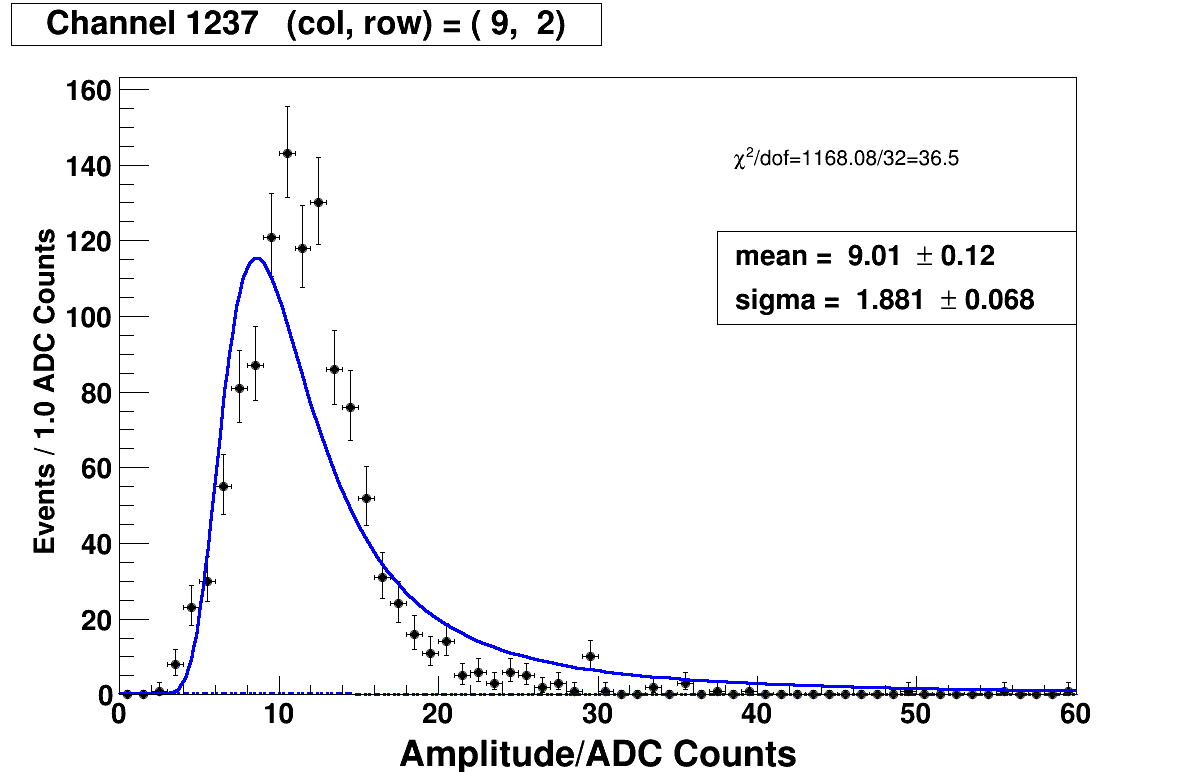 Channel 1237 (col, row) = ( 9, 2)
160
140
120
100
80
60
40
20
0
Events / 1.0 ADC Counts
χ²/dof=1168.08/32=36.5
mean = 9.01 ± 0.12
sigma = 1.881 ± 0.068
0 10 20 30 40 50 60
Amplitude/ADC Counts